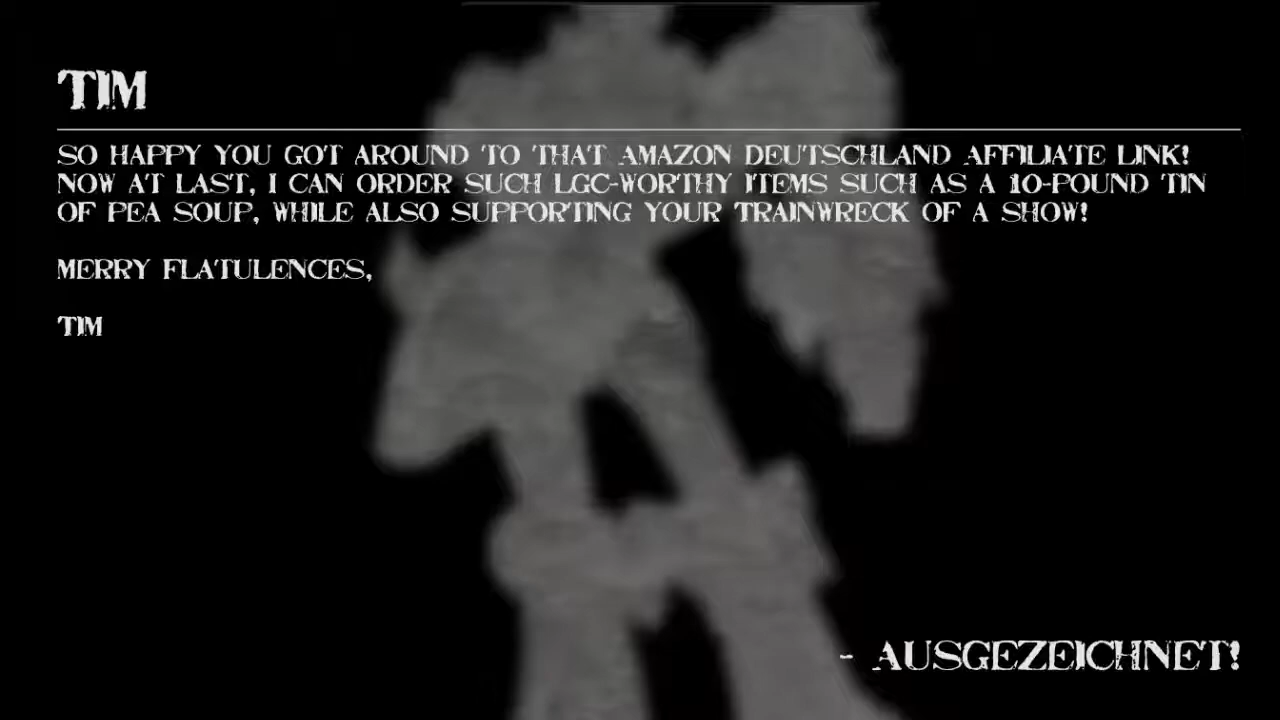 TIM
SO HAPPY YOU GOT AROUND TO THAT AMAZON DEUTSCHLAND AFFILIATE LINK!
NOW AT LAST, I CAN ORDER SUCH LGC-WORTHY ITEMS SUCH AS A 10-POUND TIN
OF PEA SOUP, WHILE ALSO SUPPORTING YOUR TRAINWRECK OF A SHOW!
MERRY FLATULENCES,
TIM
- AUSGEZEICHNET!